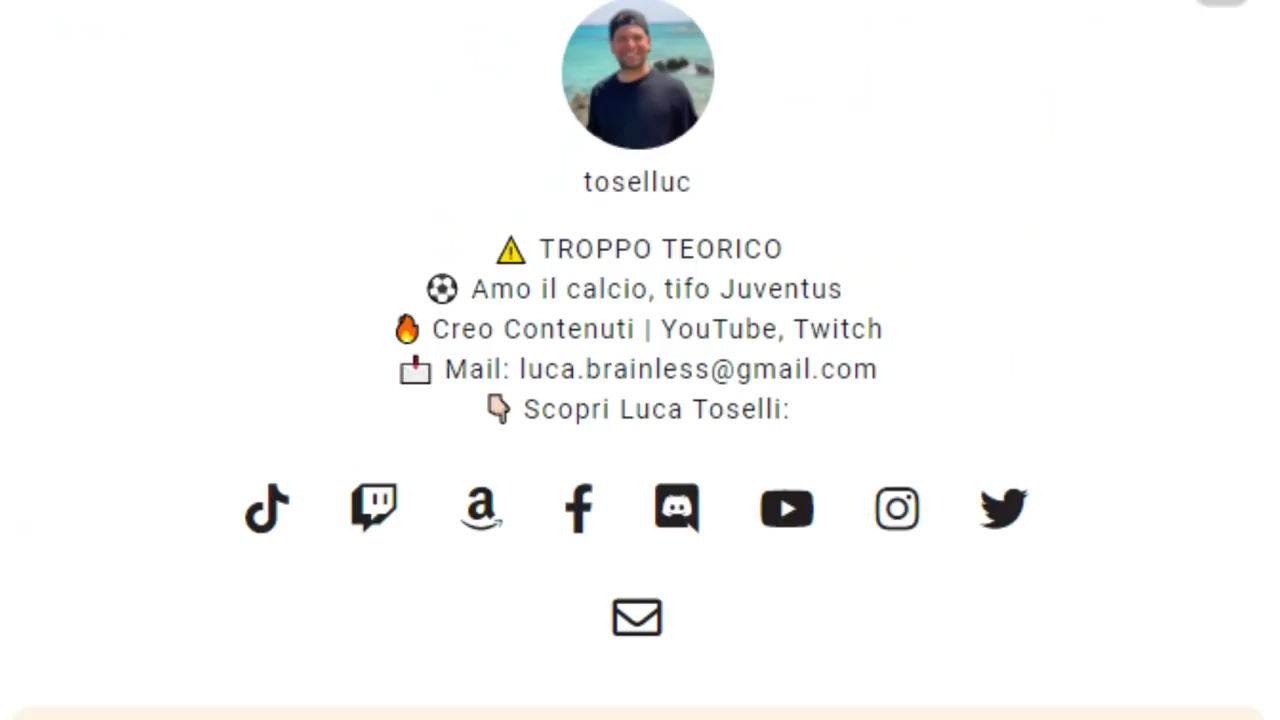 toselluc
⚠️ TROPPO TEORICO
⚽ Amo il calcio, tifo Juventus
🔥 Creo Contenuti | YouTube, Twitch
📩 Mail: luca.brainless@gmail.com
👇🏻 Scopri Luca Toselli: